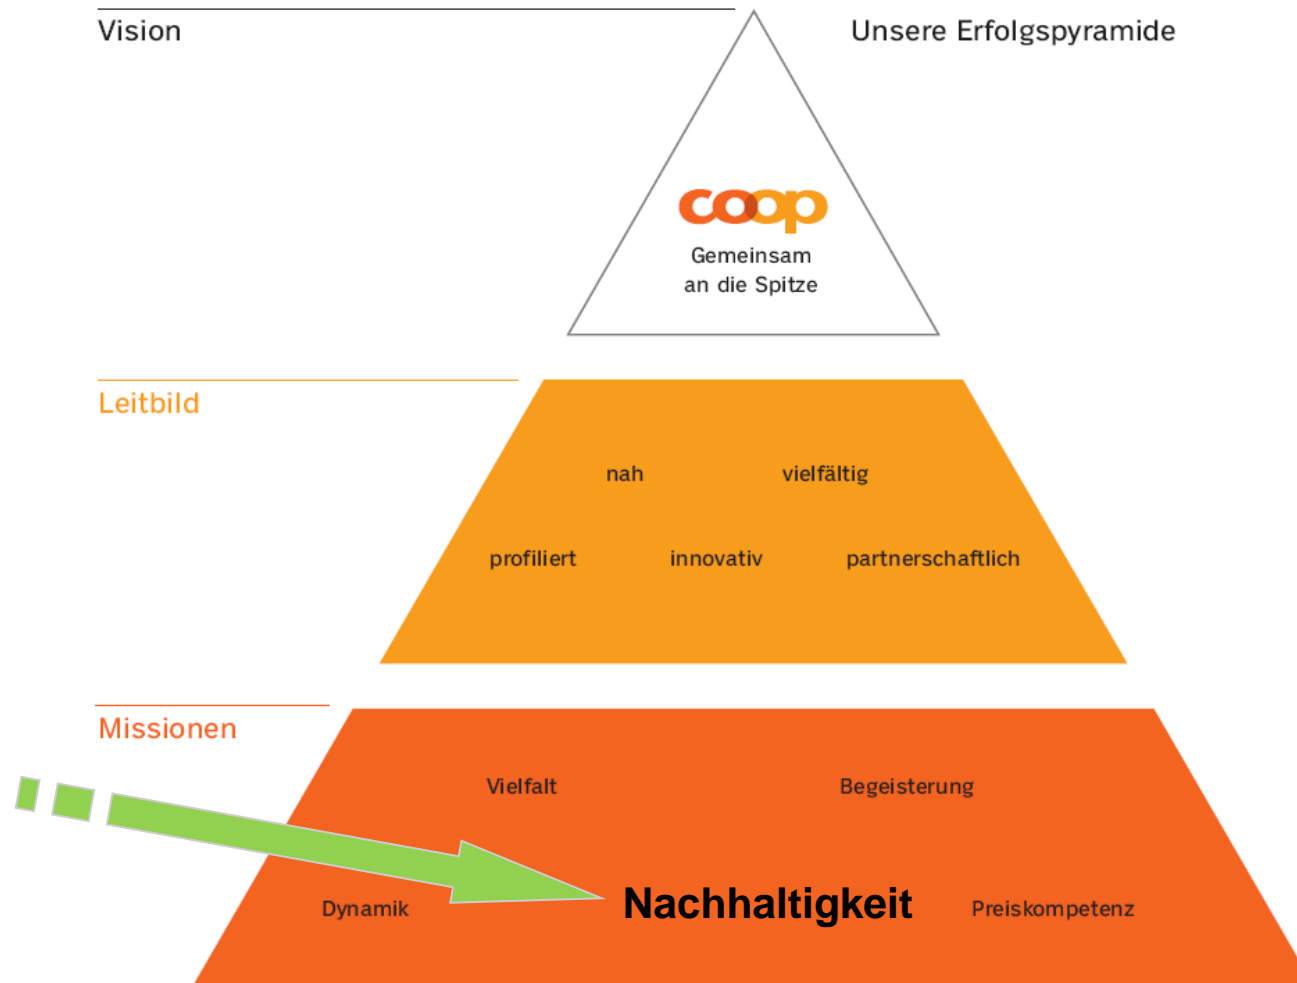 Vision
Unsere Erfolgspyramide
coop
Gemeinsam
an die Spitze
Leitbild
nah vielfältig
profiliert innovativ partnerschaftlich
Missionen
Vielfalt Begeisterung
Dynamik Nachhaltigkeit Preiskompetenz